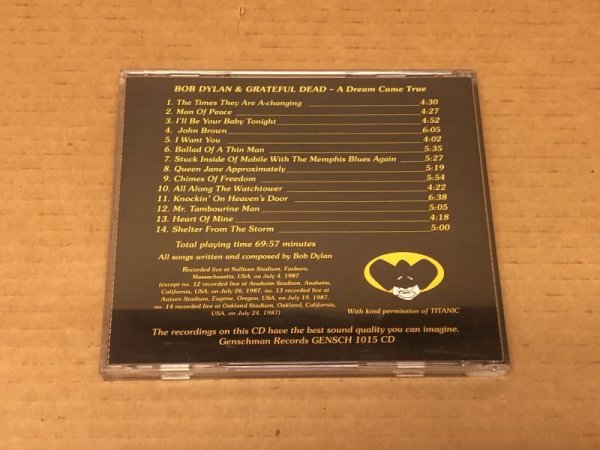 BOB DYLAN & GRATEFUL DEAD – A Dream Came True
1. The Times They Are A-changing 4:30
2. Man Of Peace 4:27
3. I'll Be Your Baby Tonight 4:52
4. John Brown 6:05
5. I Want You 4:02
6. Ballad Of A Thin Man 5:35
7. Stuck Inside Of Mobile With The Memphis Blues Again 5:27
8. Queen Jane Approximately 5:19
9. Chimes Of Freedom 5:54
10. All Along The Watchtower 4:22
11. Knockin' On Heaven's Door 6:38
12. Mr. Tambourine Man 5:05
13. Heart Of Mine 4:18
14. Shelter From The Storm 5:00
Total playing time 69:57 minutes
All songs written and composed by Bob Dylan
Recorded live at Sullivan Stadium, Foxboro,
Massachusetts, USA, on July 4, 1987
(except no. 12 recorded live at Anaheim Stadium, Anaheim,
California, USA, on July 26, 1987, no. 13 recorded live at
Autzen Stadium, Eugene, Oregon, USA, on July 19, 1987,
no. 14 recorded live at Oakland Stadium, Oakland, California,
USA, on July 24, 1987)
With kind permission of TITANIC
The recordings on this CD have the best sound quality you can imagine.
Genschman Records GENSCH 1015 CD